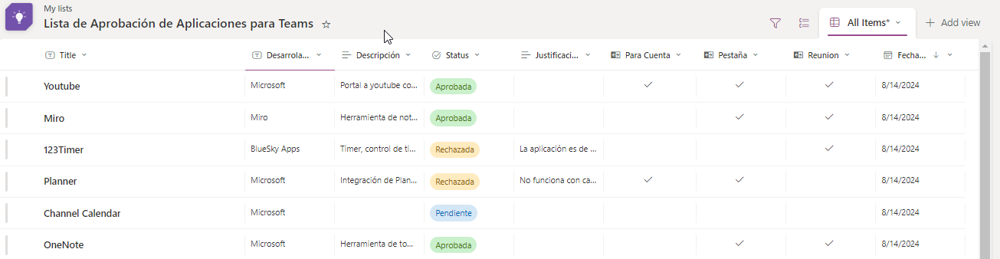 My lists
Lista de Aprobación de Aplicaciones para Teams
All Items*
Add view
Title Desarrola... Descripción Status Justificaci... Para Cuenta Pestaña Reunion Fecha...
Youtube Microsoft Portal a youtube co... Aprobada 8/14/2024
Miro Miro Herramienta de not... Aprobada 8/14/2024
123Timer BlueSky Apps Timer, control de ti... Rechazada La aplicación es de ... 8/14/2024
Planner Microsoft Integración de Plan... Rechazada No funciona con ca... 8/14/2024
Channel Calendar Microsoft Pendiente 8/14/2024
OneNote Microsoft Herramienta de to... Aprobada 8/14/2024